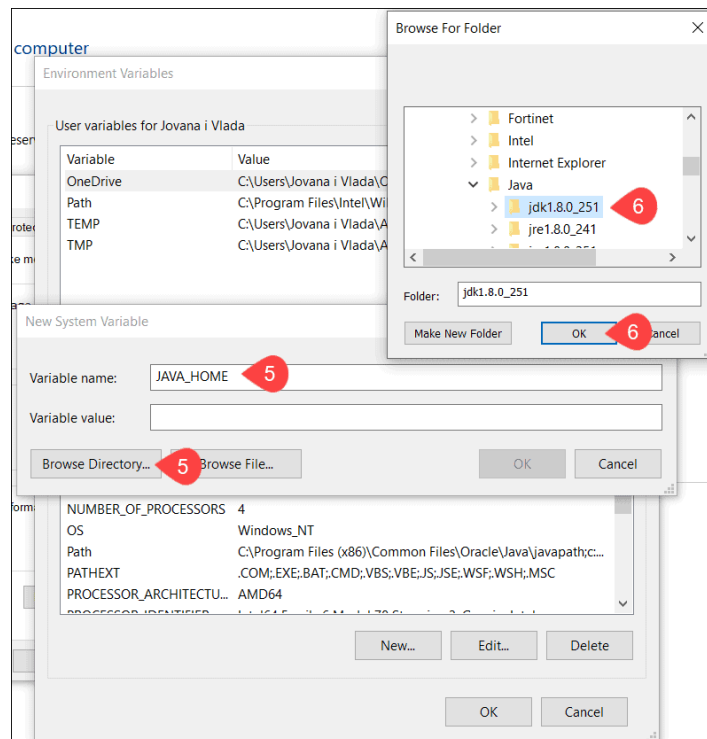 computer
Environment Variables
User variables for Jovana i Vlada
Variable Value
OneDrive C:\Users\Jovana i Vlada\O
Path C:\Program Files\Intel\Wi
TEMP C:\Users\Jovana i Vlada\A
TMP C:\Users\Jovana i Vlada\A
Browse For Folder
Fortinet
Intel
Internet Explorer
Java
jdk1.8.0_251 6
jre1.8.0_241
Folder: jdk1.8.0_251
Make New Folder OK 6 ancel
New System Variable
Variable name: JAVA_HOME 5
Variable value:
Browse Directory... 5 Browse File... OK Cancel
NUMBER_OF_PROCESSORS 4
OS Windows_NT
Path C:\Program Files (x86)\Common Files\Oracle\Java\javapath;c:...
PATHEXT .COM;.EXE;.BAT;.CMD;.VBS;.VBE;.JS;.JSE;.WSF;.WSH;.MSC
PROCESSOR_ARCHITECTU... AMD64
New... Edit... Delete
OK Cancel